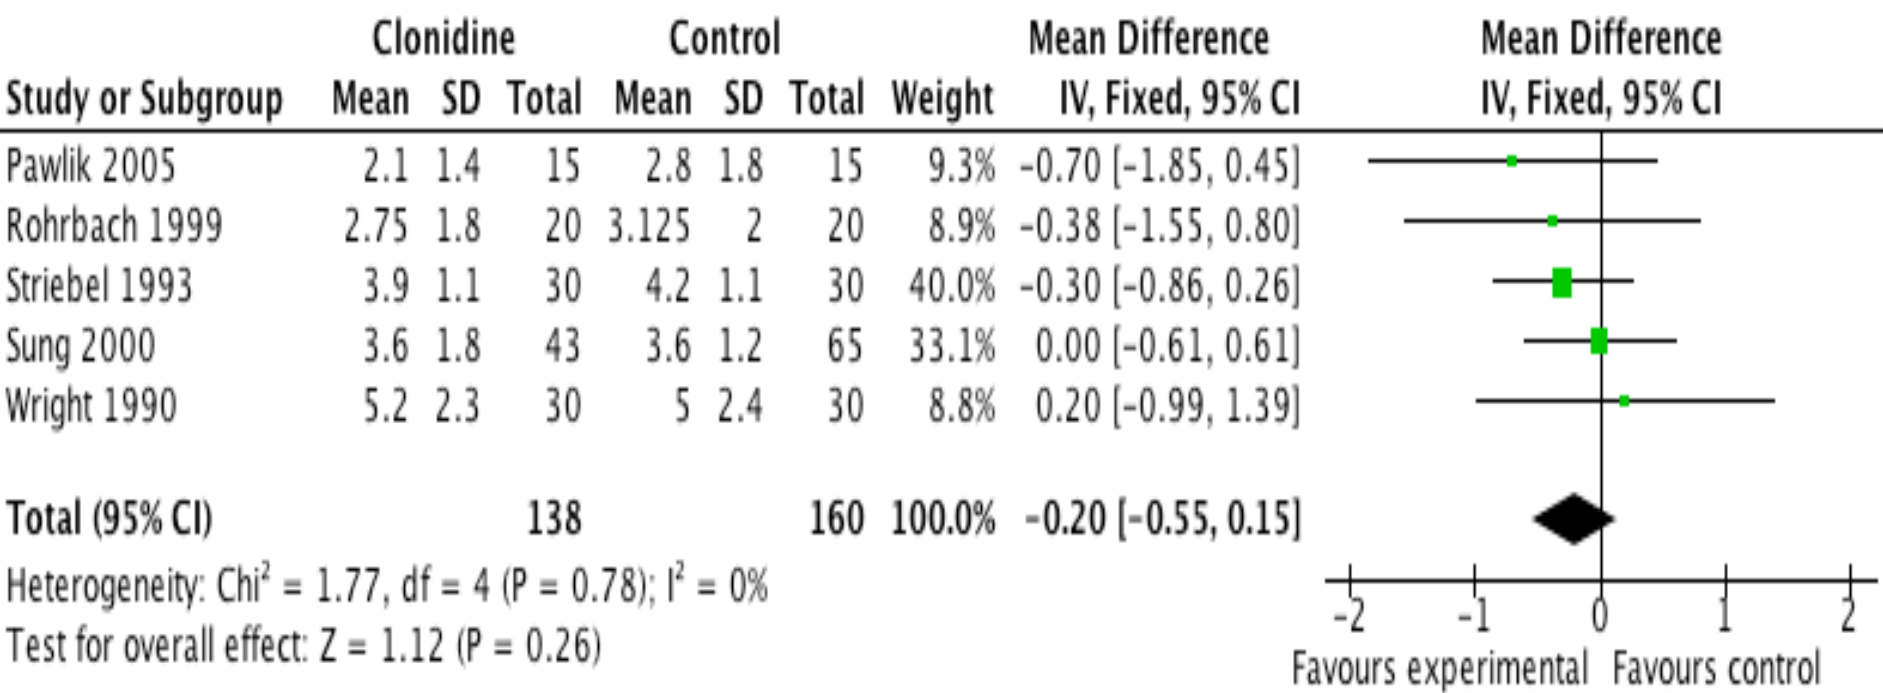 Clonidine Control Mean Difference Mean Difference
Study or Subgroup Mean SD Total Mean SD Total Weight IV, Fixed, 95% CI IV, Fixed, 95% CI
Pawlik 2005 2.1 1.4 15 2.8 1.8 15 9.3% −0.70 [−1.85, 0.45]
Rohrbach 1999 2.75 1.8 20 3.125 2 20 8.9% −0.38 [−1.55, 0.80]
Striebel 1993 3.9 1.1 30 4.2 1.1 30 40.0% −0.30 [−0.86, 0.26]
Sung 2000 3.6 1.8 43 3.6 1.2 65 33.1% 0.00 [−0.61, 0.61]
Wright 1990 5.2 2.3 30 5 2.4 30 8.8% 0.20 [−0.99, 1.39]
Total (95% CI) 138 160 100.0% −0.20 [−0.55, 0.15]
Heterogeneity: Chi² = 1.77, df = 4 (P = 0.78); I² = 0%
Test for overall effect: Z = 1.12 (P = 0.26)
−2 −1 0 1 2
Favours experimental Favours control